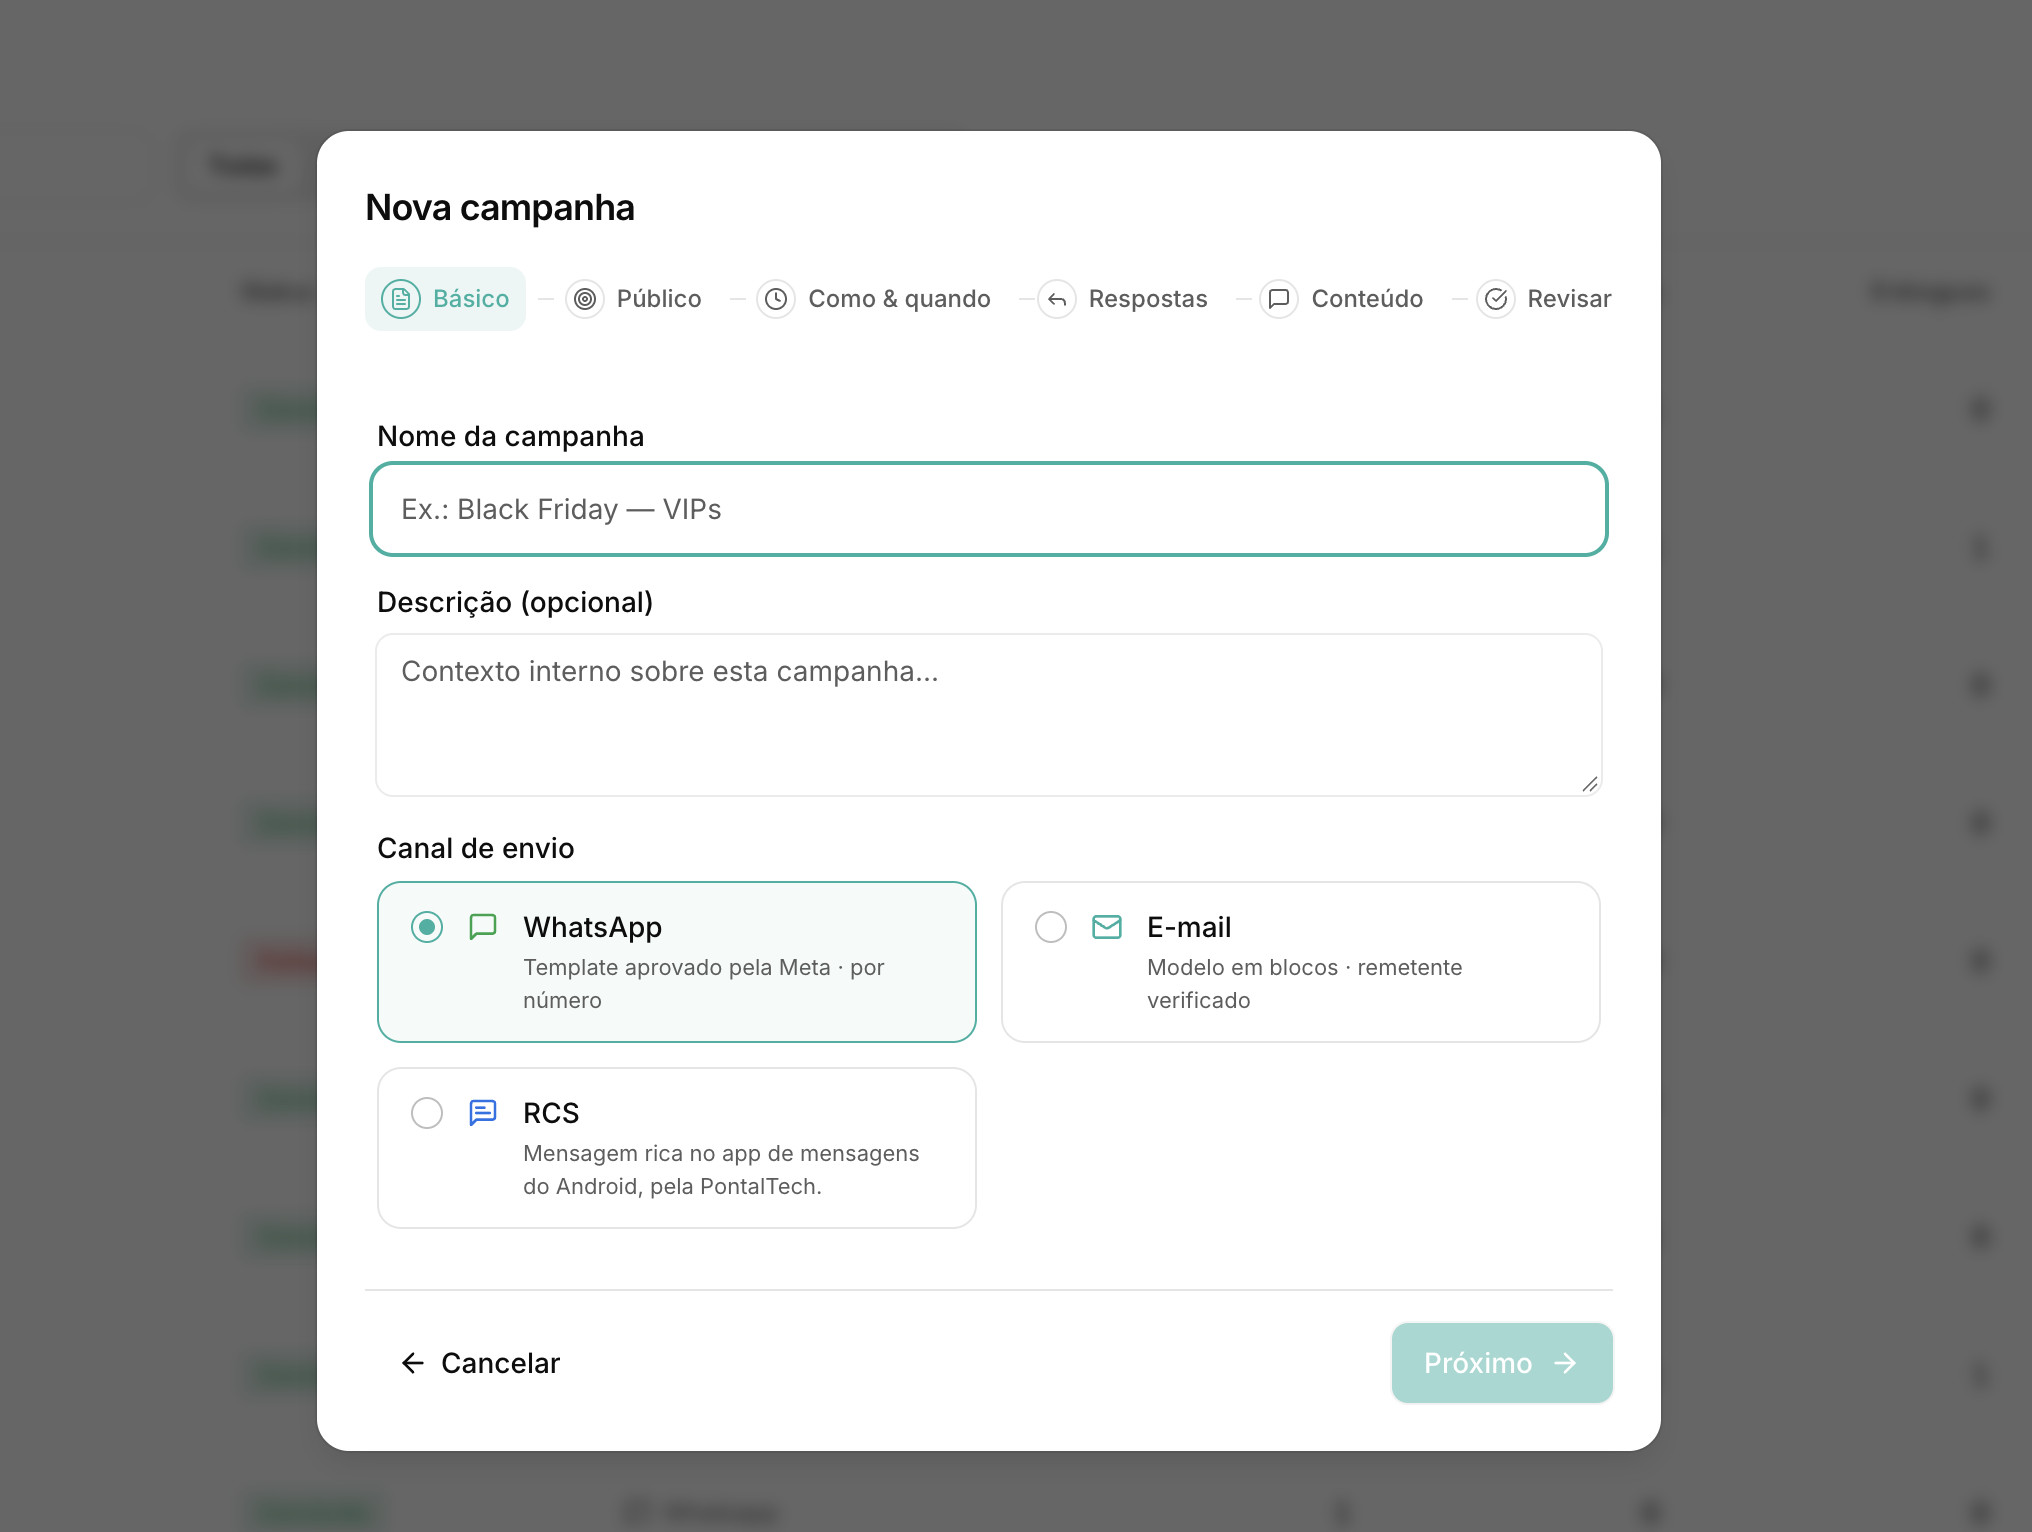 Nova campanha
Básico
Público
Como & quando
Respostas
Conteúdo
Revisar
Nome da campanha
Ex.: Black Friday — VIPs
Descrição (opcional)
Contexto interno sobre esta campanha...
Canal de envio
WhatsApp
Template aprovado pela Meta · por
número
E-mail
Modelo em blocos · remetente
verificado
RCS
Mensagem rica no app de mensagens
do Android, pela PontalTech.
Cancelar
Próximo